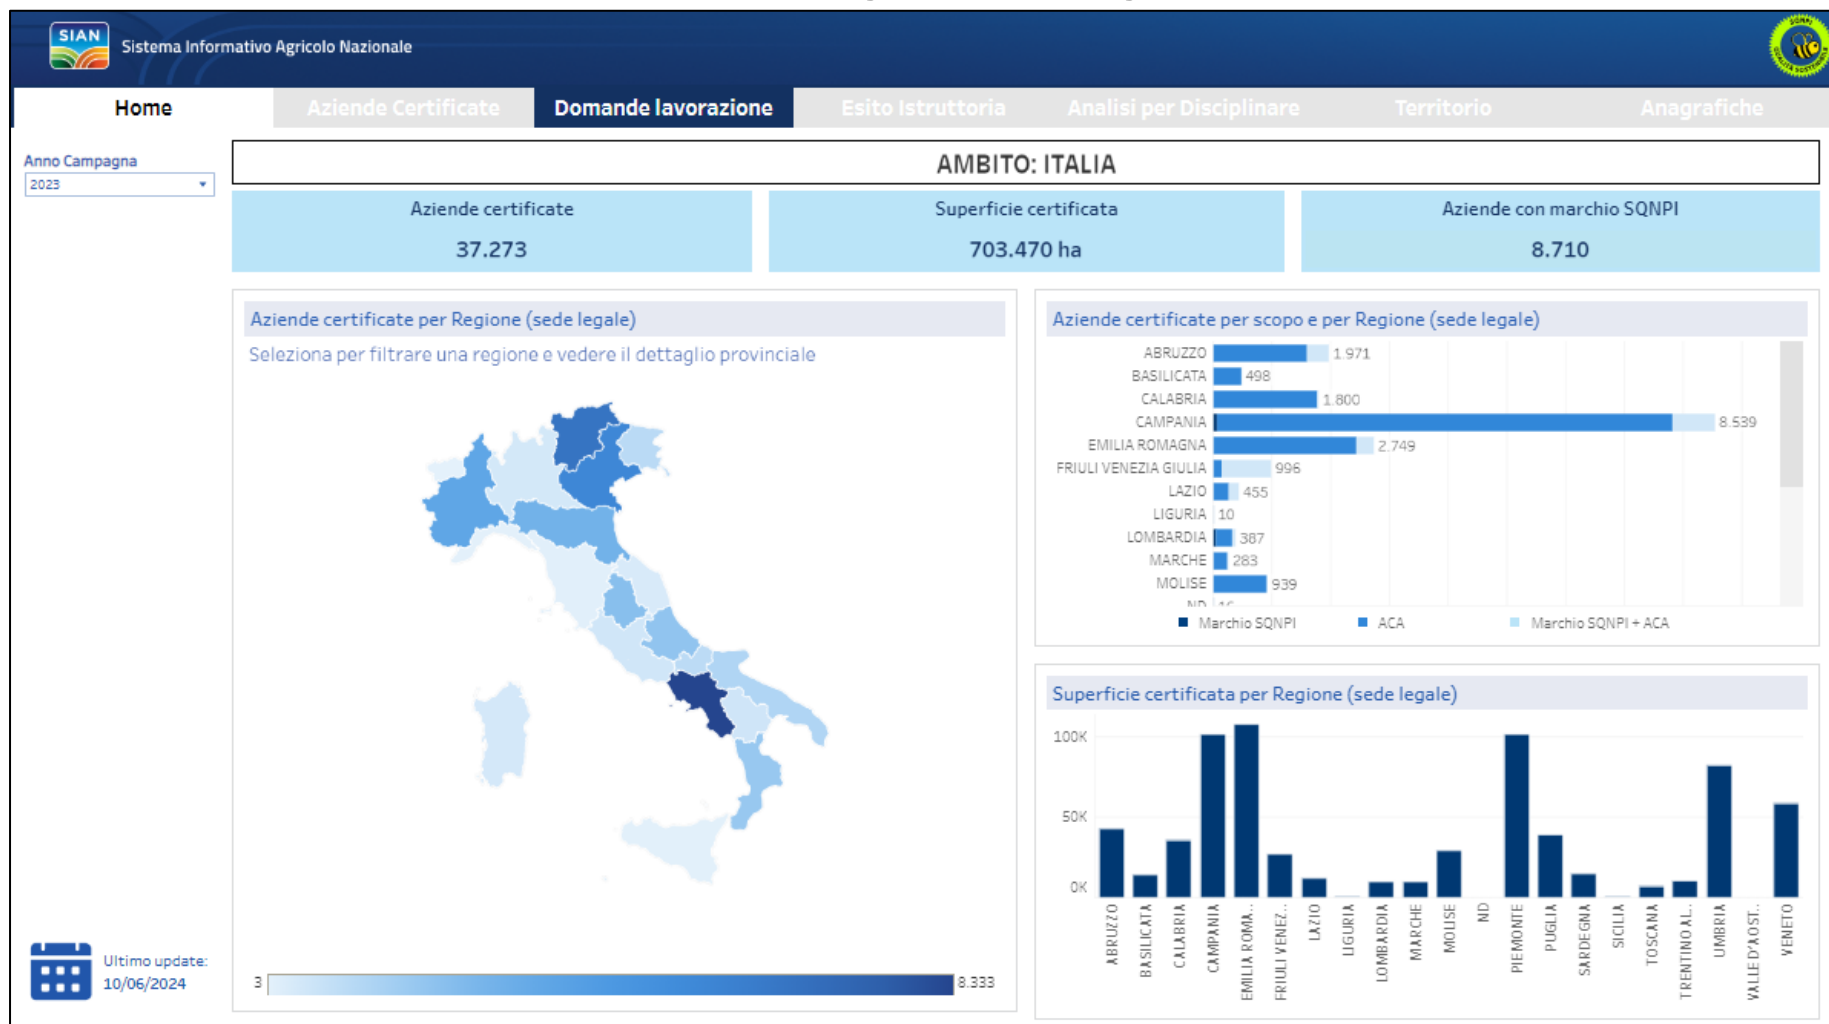 SIAN
Sistema Informativo Agricolo Nazionale
SQNPI
QUALITÀ SOSTENIBILE
Home
Aziende Certificate
Domande lavorazione
Esito Istruttoria
Analisi per Disciplinare
Territorio
Anagrafiche
Anno Campagna
2023
AMBITO: ITALIA
Aziende certificate
37.273
Superficie certificata
703.470 ha
Aziende con marchio SQNPI
8.710
Aziende certificate per Regione (sede legale)
Seleziona per filtrare una regione e vedere il dettaglio provinciale
3
8.333
Aziende certificate per scopo e per Regione (sede legale)
ABRUZZO 1.971
BASILICATA 498
CALABRIA 1.800
CAMPANIA 8.539
EMILIA ROMAGNA 2.749
FRIULI VENEZIA GIULIA 996
LAZIO 455
LIGURIA 10
LOMBARDIA 387
MARCHE 283
MOLISE 939
ND 16
Marchio SQNPI
ACA
Marchio SQNPI + ACA
Superficie certificata per Regione (sede legale)
100K
50K
0K
ABRUZZO
BASILICATA
CALABRIA
CAMPANIA
EMILIA ROMA..
FRIULI VENEZ..
LAZIO
LIGURIA
LOMBARDIA
MARCHE
MOLISE
ND
PIEMONTE
PUGLIA
SARDEGNA
SICILIA
TOSCANA
TRENTINO AL..
UMBRIA
VALLE D'AOST..
VENETO
Ultimo update:
10/06/2024